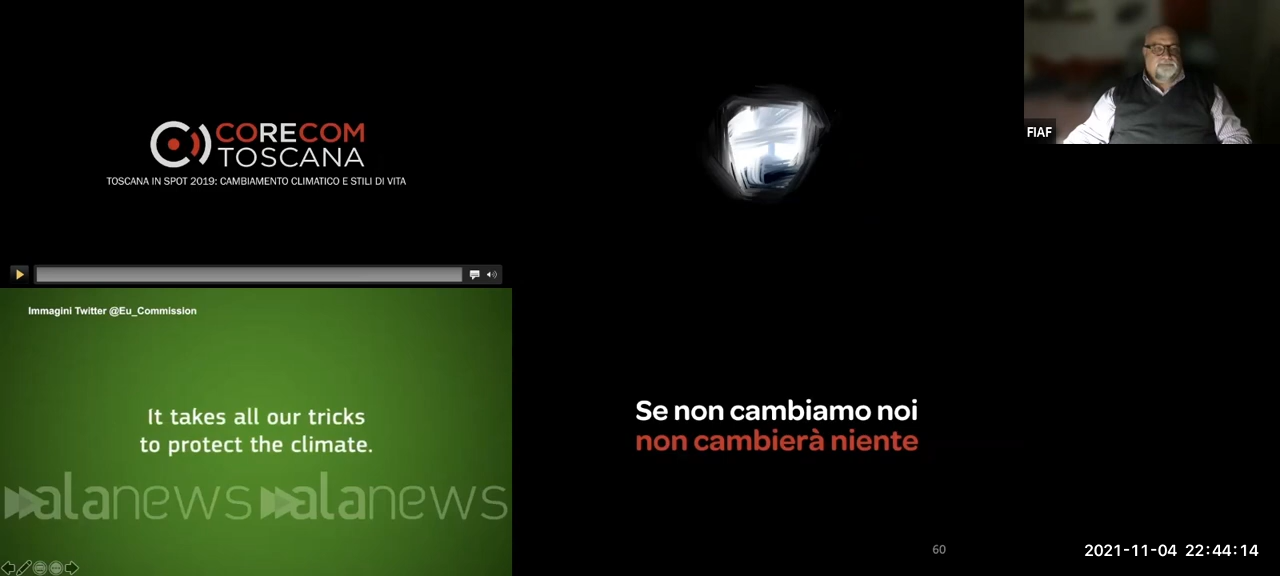 CORECOM
TOSCANA
TOSCANA IN SPOT 2019: CAMBIAMENTO CLIMATICO E STILI DI VITA
FIAF
Immagini Twitter @Eu_Commission
It takes all our tricks
to protect the climate.
alanews alanews
Se non cambiamo noi
non cambierà niente
60
2021-11-04 22:44:14